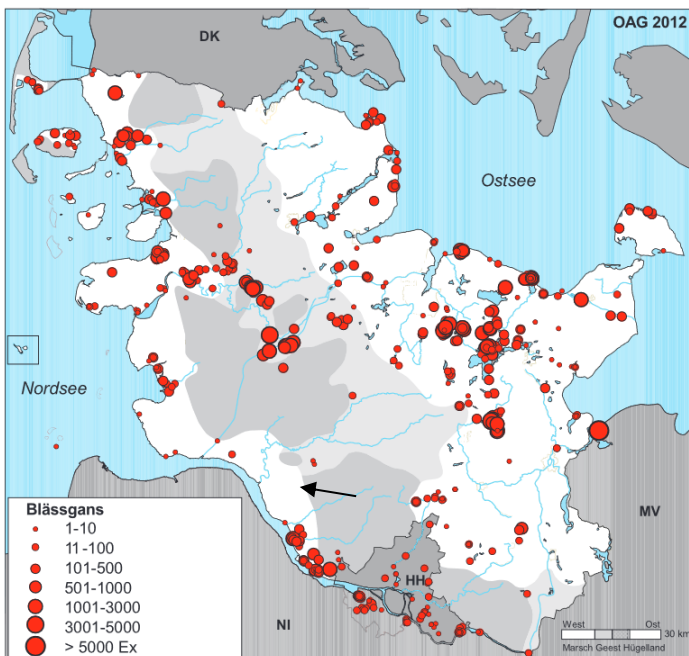 OAG 2012
DK
Ostsee
Nordsee
MV
HH
NI
Blässgans
1-10
11-100
101-500
501-1000
1001-3000
3001-5000
> 5000 Ex
West Ost
30 km
Marsch Geest Hügelland